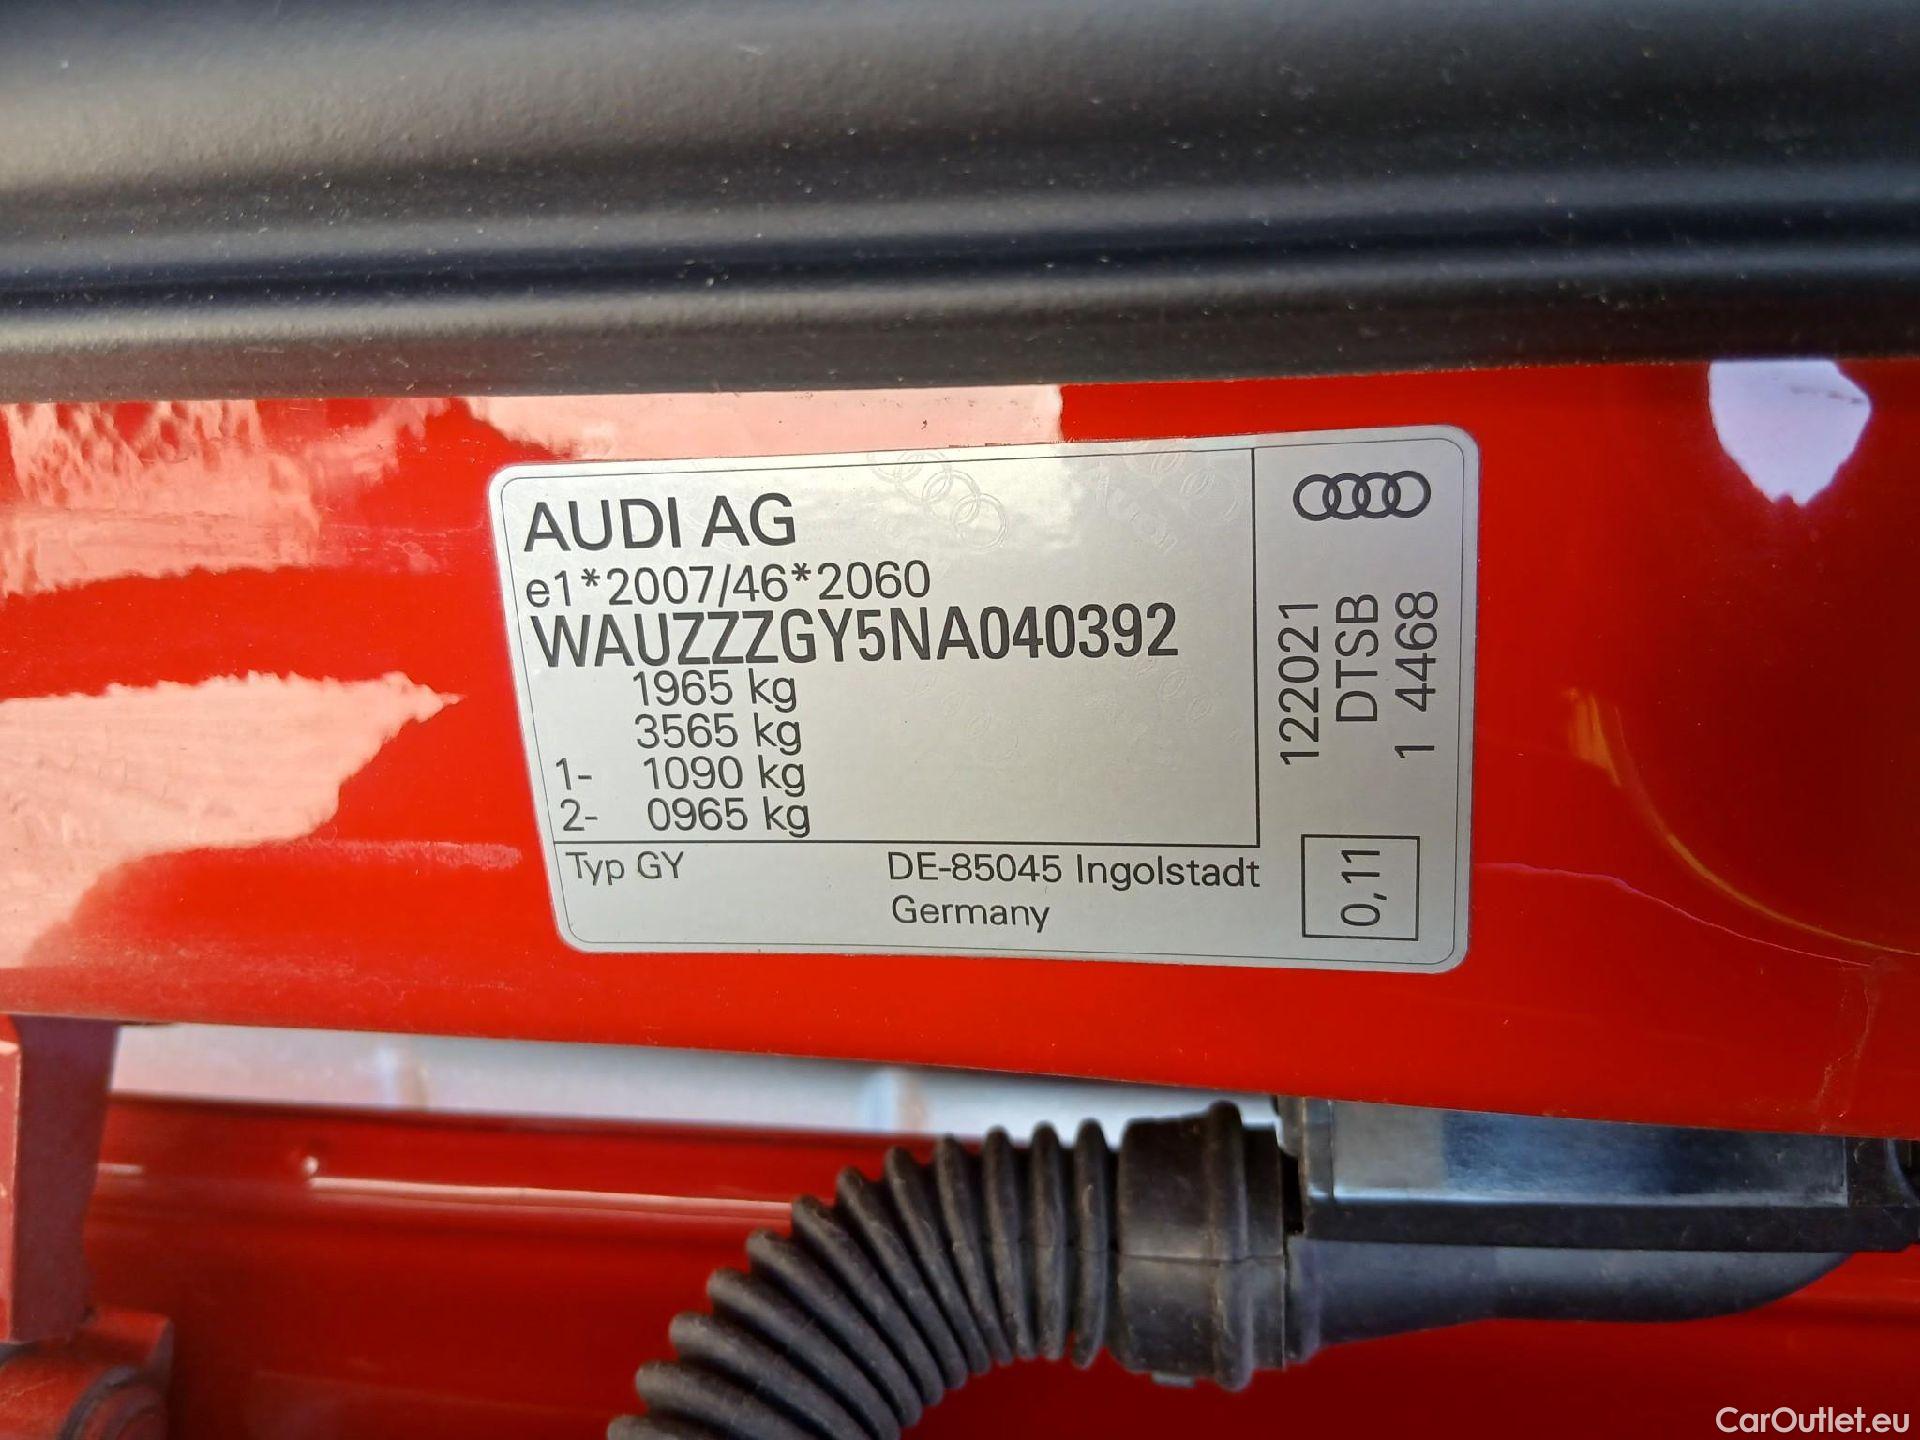 AUDI AG
e1*2007/46*2060
WAUZZZGY5NA040392
1965 kg
3565 kg
1- 1090 kg
2- 0965 kg
Typ GY DE-85045 Ingolstadt
Germany
122021
DTSB
1 4468
0,11
CarOutlet.eu